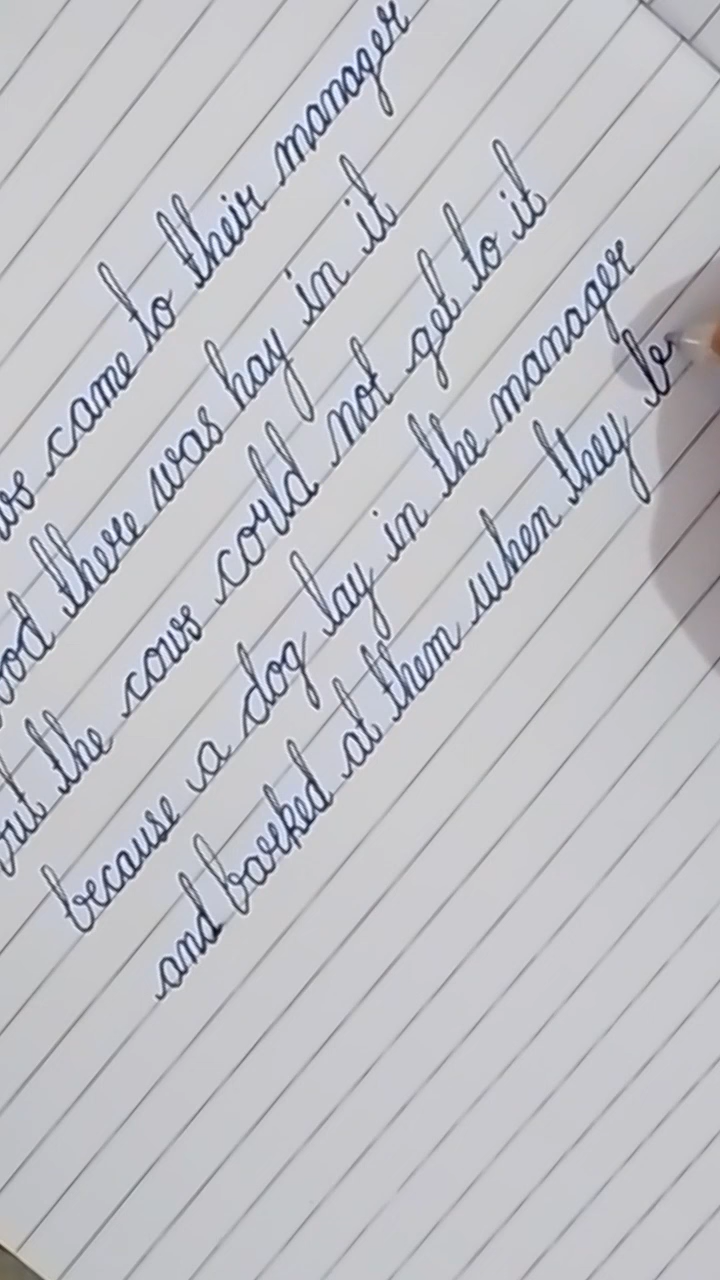 came to their manager
there was hay in it
the cows corld not get to it
because a dog lay in the manager
and barked at them when they